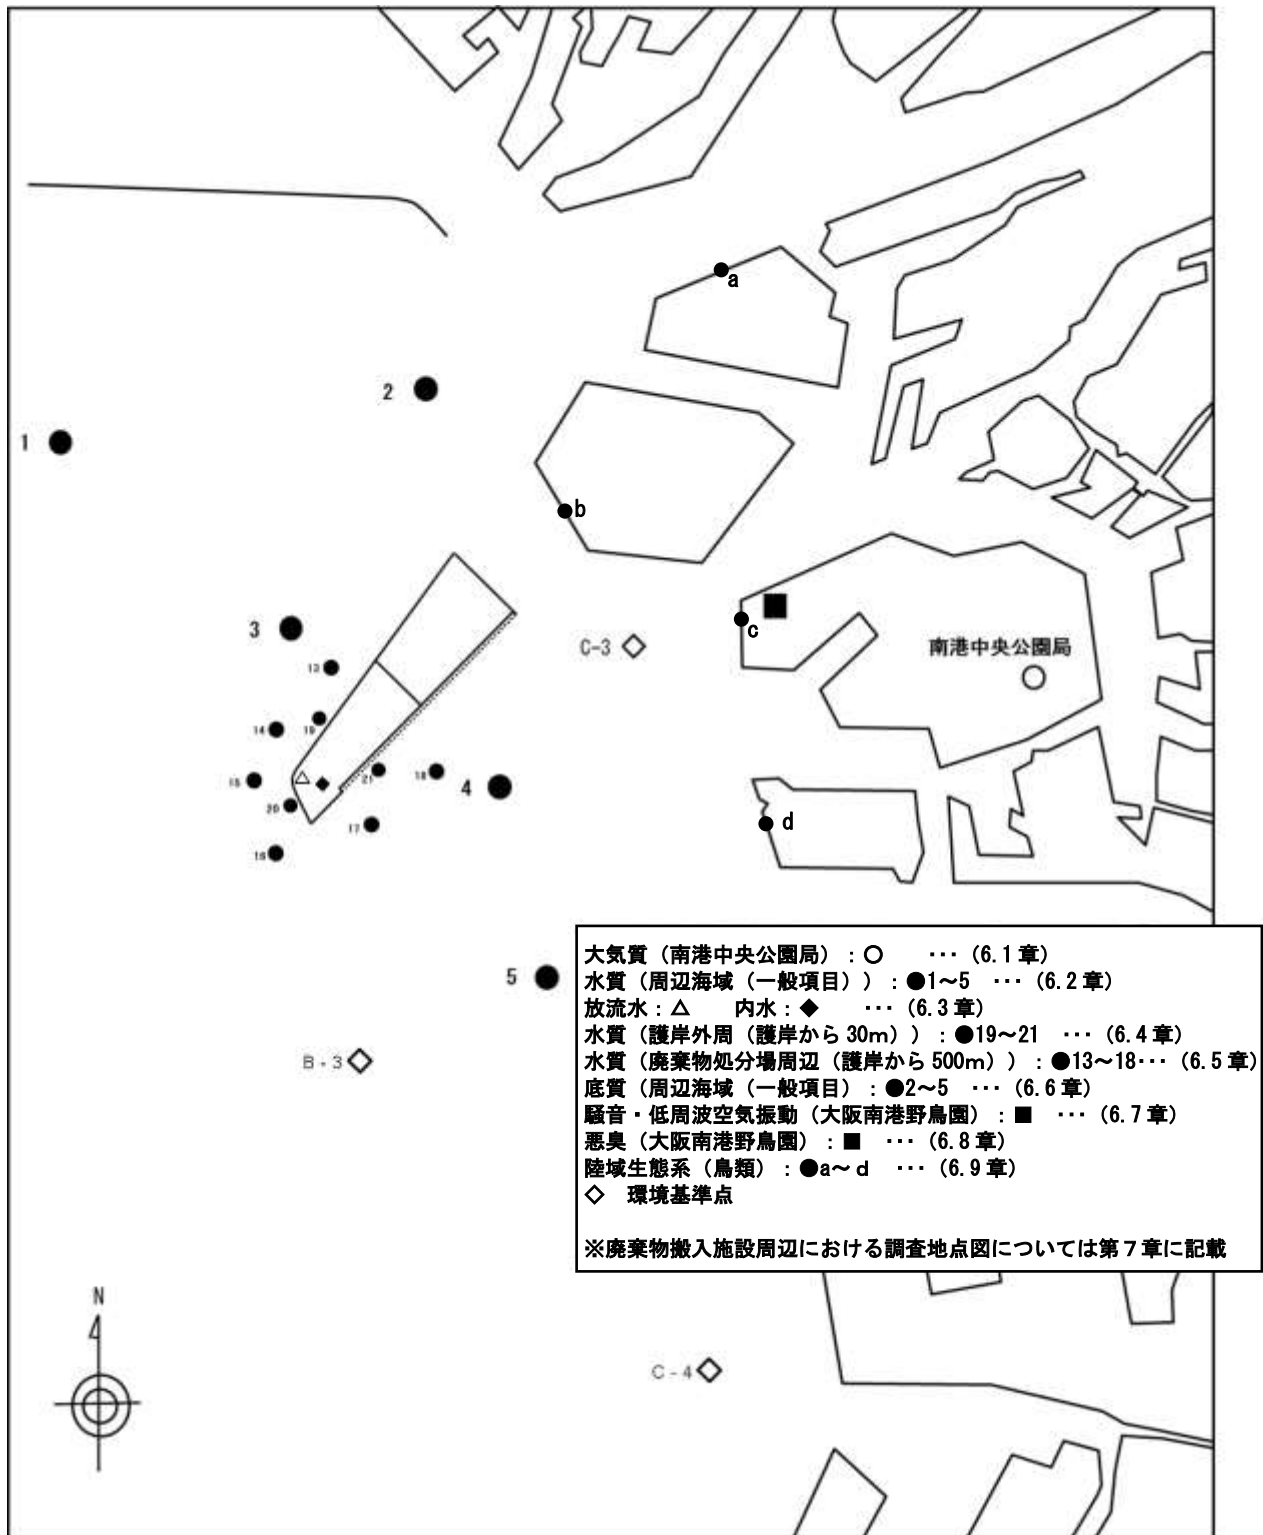 a
2
1
b
3
c
C-3
南港中央公園局
13
14
19
15
21
18
4
20
17
d
16
5
大気質（南港中央公園局）：○　　…（6.1章）
水質（周辺海域（一般項目））：●1～5　…（6.2章）
放流水：△　　内水：◆　　…（6.3章）
水質（護岸外周（護岸から30m））：●19～21　…（6.4章）
水質（廃棄物処分場周辺（護岸から500m））：●13～18…（6.5章）
B-3
底質（周辺海域（一般項目）：●2～5　…（6.6章）
騒音・低周波空気振動（大阪南港野鳥園）：■　…（6.7章）
悪臭（大阪南港野鳥園）：■　…（6.8章）
陸域生態系（鳥類）：●a～d　…（6.9章）
◇　環境基準点
※廃棄物搬入施設周辺における調査地点図については第７章に記載
N
C-4